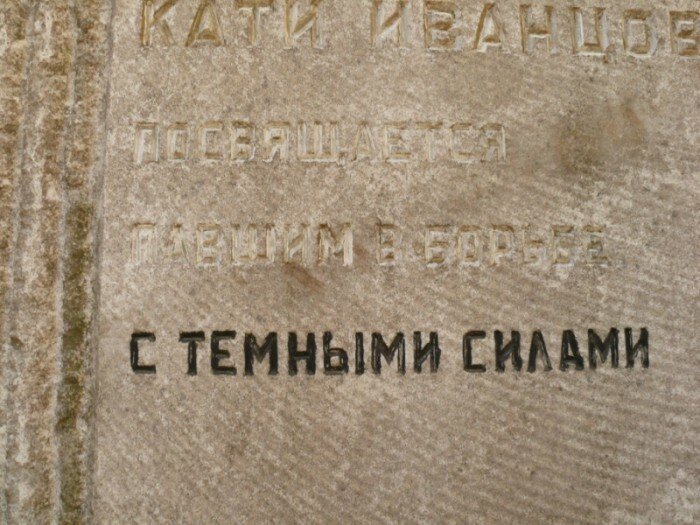 КАТИ ИВАНЦОВ
ПОСВЯЩАЕТСЯ
ПАВШИМ В БОРЬБЕ
С ТЕМНЫМИ СИЛАМИ